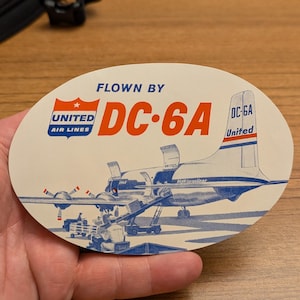 FLOWN BY
UNITED
AIR LINES
DC·6A
DC-6A
United